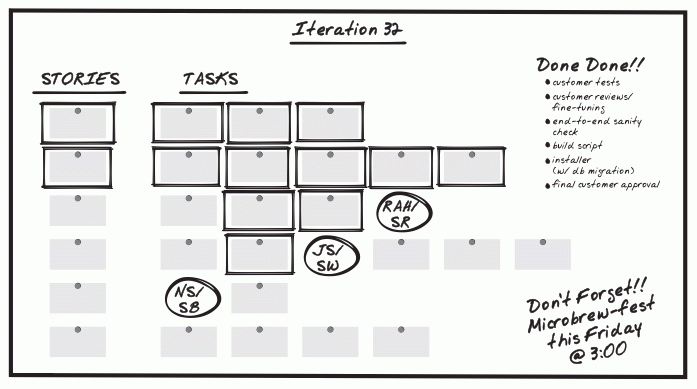 Iteration 32
STORIES
TASKS
Done Done!!
customer tests
customer reviews/
fine-tuning
end-to-end sanity
check
build script
installer
(w/ db migration)
final customer approval
RAH/
SR
JS/
SW
NS/
SB
Don't Forget!!
Microbrew-fest
this Friday
@ 3:00